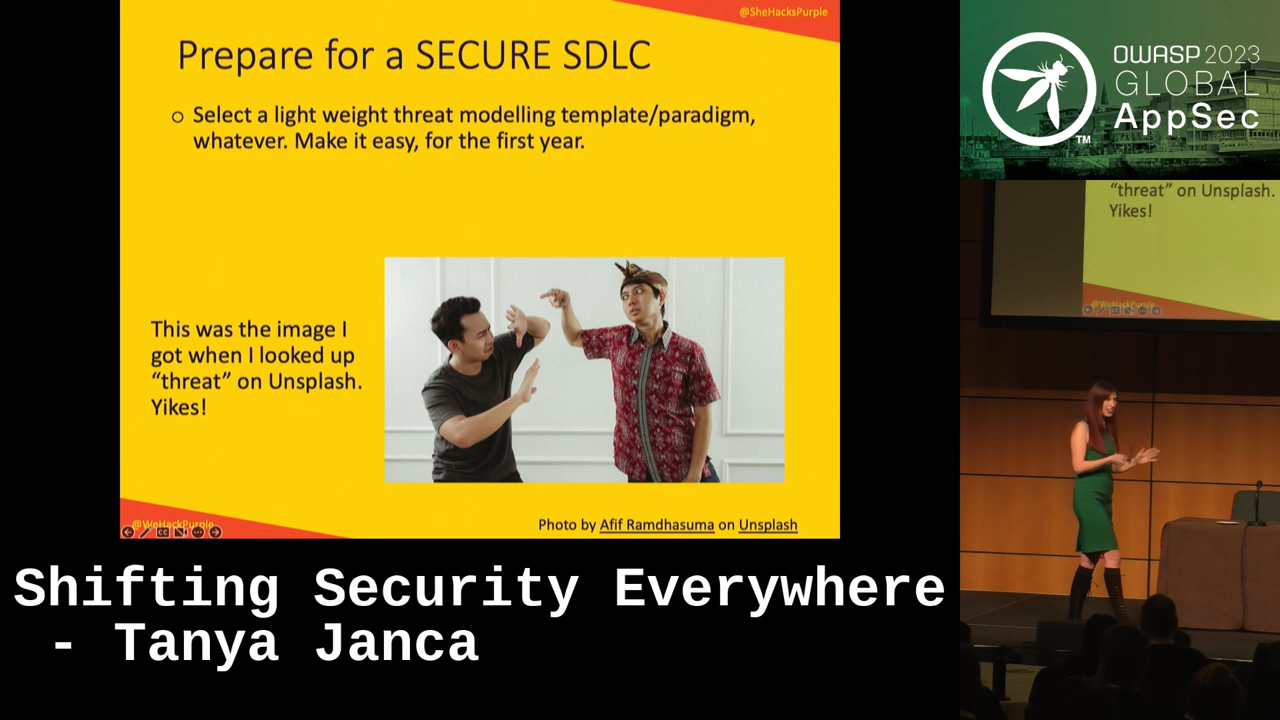 @SheHacksPurple
Prepare for a SECURE SDLC
Select a light weight threat modelling template/paradigm,
whatever. Make it easy, for the first year.
This was the image I
got when I looked up
“threat” on Unsplash.
Yikes!
@WeHackPurple
Photo by Afif Ramdhasuma on Unsplash
Shifting Security Everywhere
- Tanya Janca
OWASP 2023
GLOBAL
AppSec
TM
“threat” on Unsplash.
Yikes!
@WeHackPurple